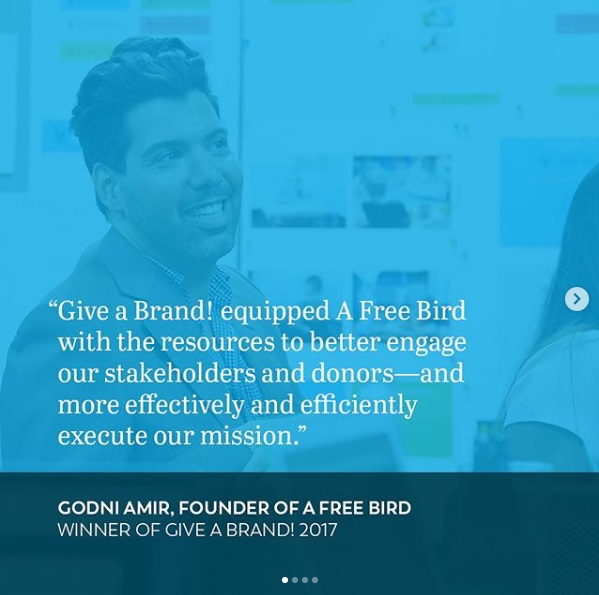 “Give a Brand! equipped A Free Bird
with the resources to better engage
our stakeholders and donors—and
more effectively and efficiently
execute our mission.”
GODNI AMIR, FOUNDER OF A FREE BIRD
WINNER OF GIVE A BRAND! 2017